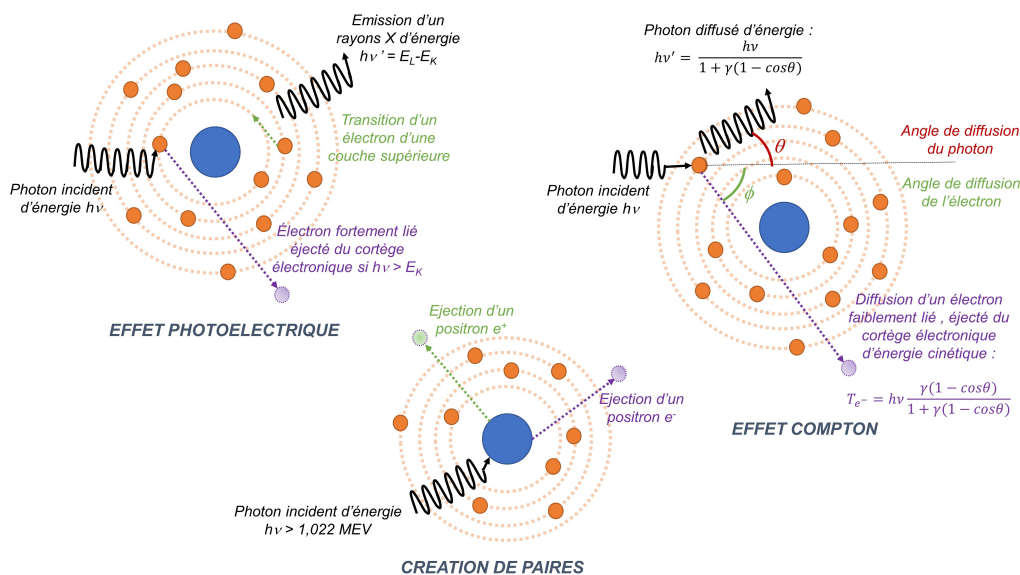 Emission d’un
rayons X d’énergie
hν ’ = E_L-E_K
Transition d’un
électron d’une
couche supérieure
Photon incident
d’énergie hν
Électron fortement lié
éjecté du cortège
électronique si hν > E_K
EFFET PHOTOELECTRIQUE
Photon diffusé d’énergie :
hν′ = hν / (1 + γ(1 − cosθ))
Angle de diffusion
du photon
θ
Photon incident
d’énergie hν
ϕ
Angle de diffusion
de l’électron
Diffusion d’un électron
faiblement lié , éjecté du
cortège électronique
d’énergie cinétique :
T_e⁻ = hν γ(1 − cosθ) / (1 + γ(1 − cosθ))
EFFET COMPTON
Ejection d’un
positron e⁺
Ejection d’un
positron e⁻
Photon incident d’énergie
hν > 1,022 MEV
CREATION DE PAIRES